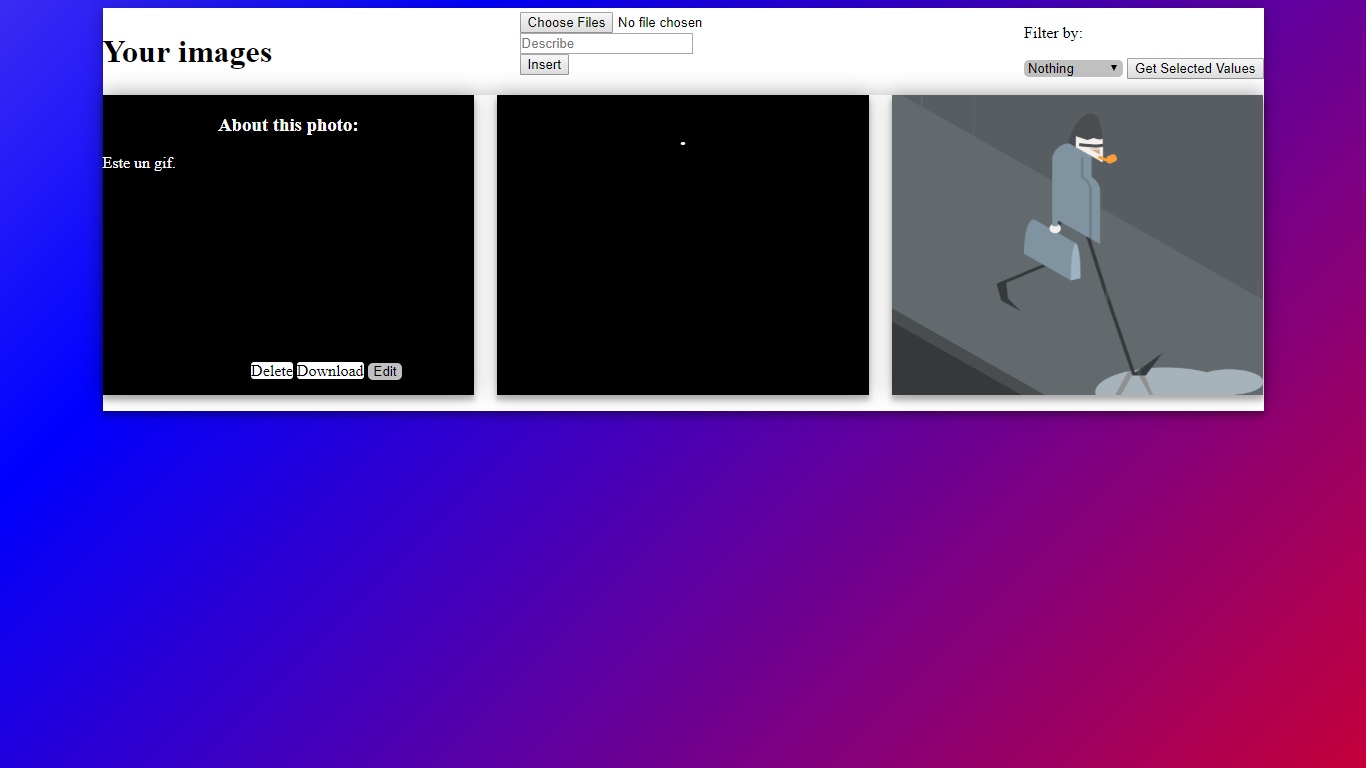 Your images
Choose Files No file chosen
Describe
Insert
Filter by:
Nothing Get Selected Values
About this photo:
Este un gif.
Delete Download Edit